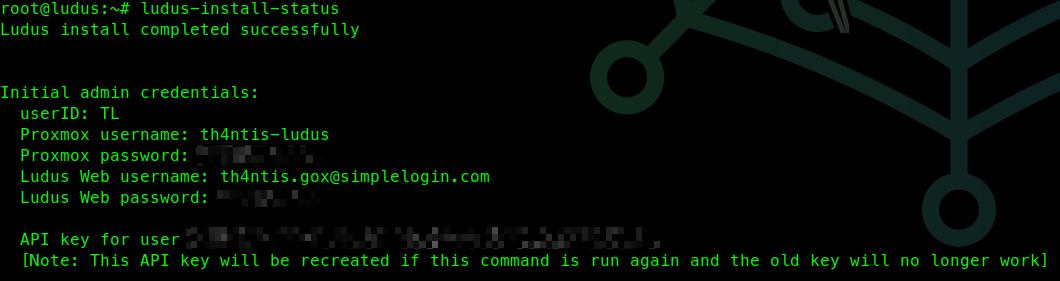 root@ludus:~# ludus-install-status
Ludus install completed successfully
Initial admin credentials:
userID: TL
Proxmox username: th4ntis-ludus
Proxmox password:
Ludus Web username: th4ntis.gox@simplelogin.com
Ludus Web password:
API key for user
[Note: This API key will be recreated if this command is run again and the old key will no longer work]